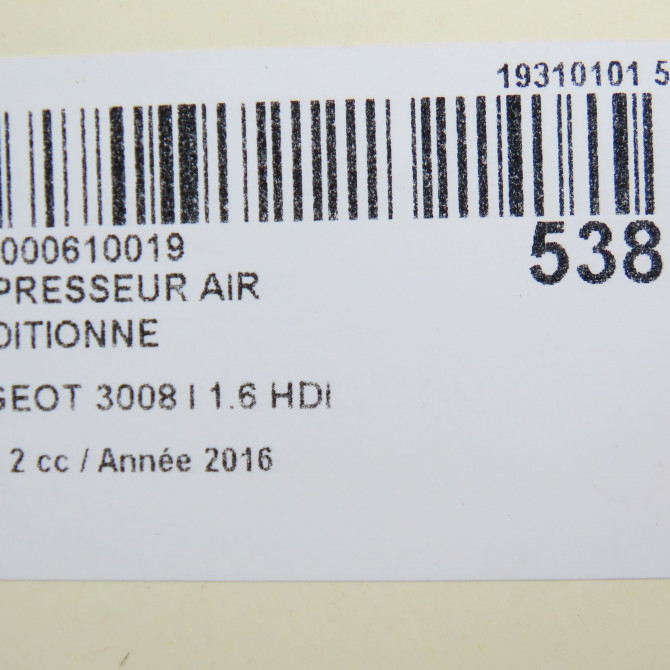 19310101 5
000610019
538
PRESSEUR AIR
DITIONNE
GEOT 3008 I 1.6 HDI
2 cc / Année 2016